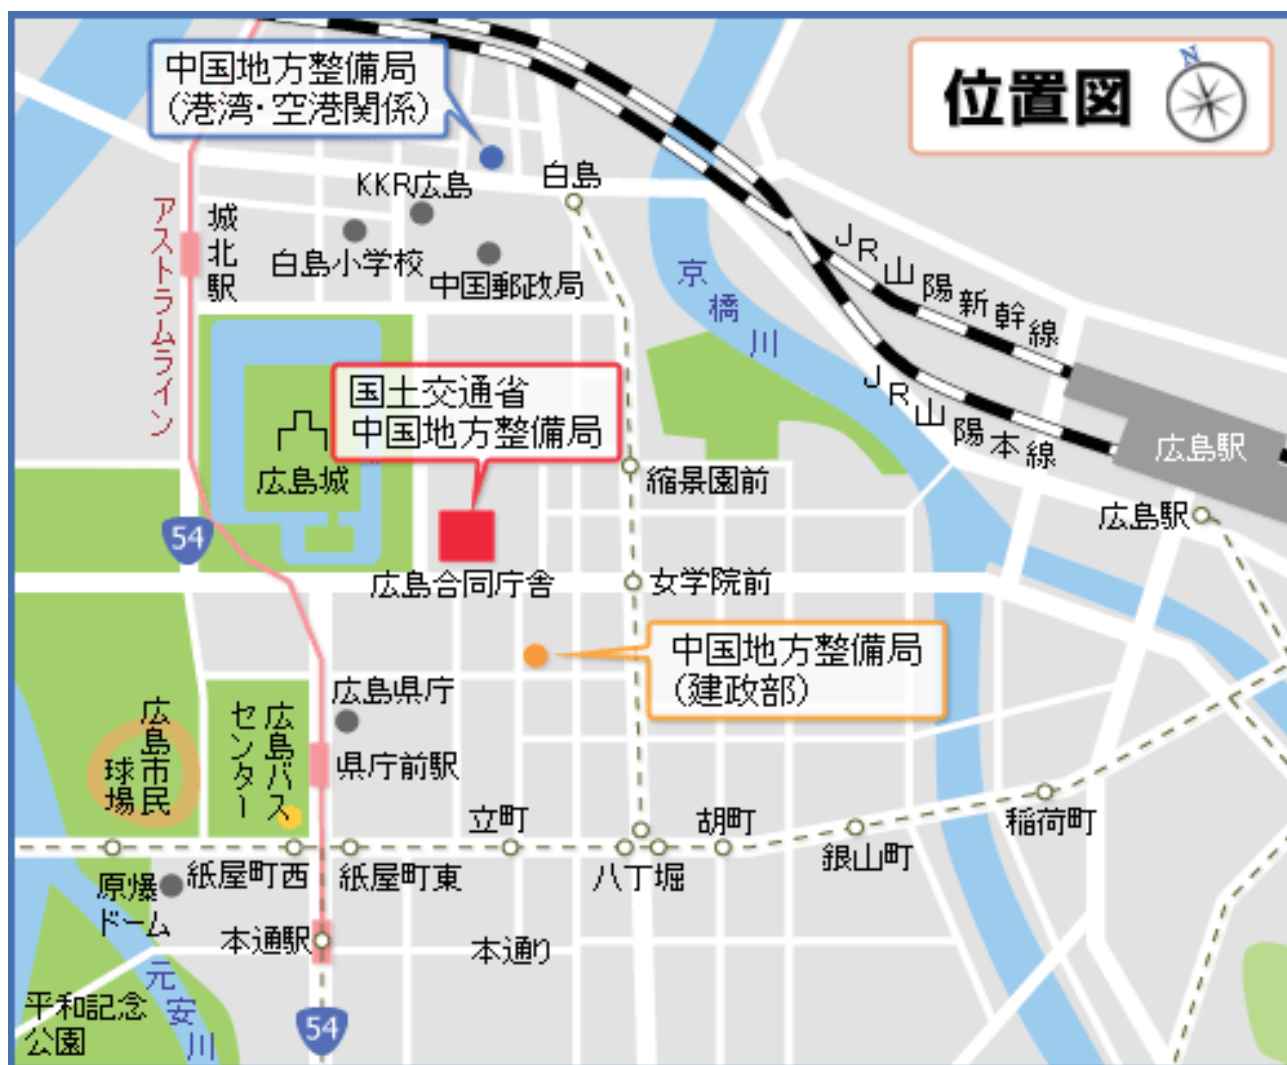 中国地方整備局
(港湾・空港関係)
位置図
N
白島
KKR広島
城北駅
アストラムライン
白島小学校
中国郵政局
京橋川
JR山陽新幹線
JR山陽本線
国土交通省
中国地方整備局
広島城
広島駅
縮景園前
広島駅
54
広島合同庁舎
女学院前
中国地方整備局
(建政部)
広島県庁
広島市民
球場
広島バス
センター
県庁前駅
立町
胡町
稲荷町
銀山町
八丁堀
紙屋町西
紙屋町東
原爆
ドーム
本通駅
本通り
元安川
平和記念
公園
54